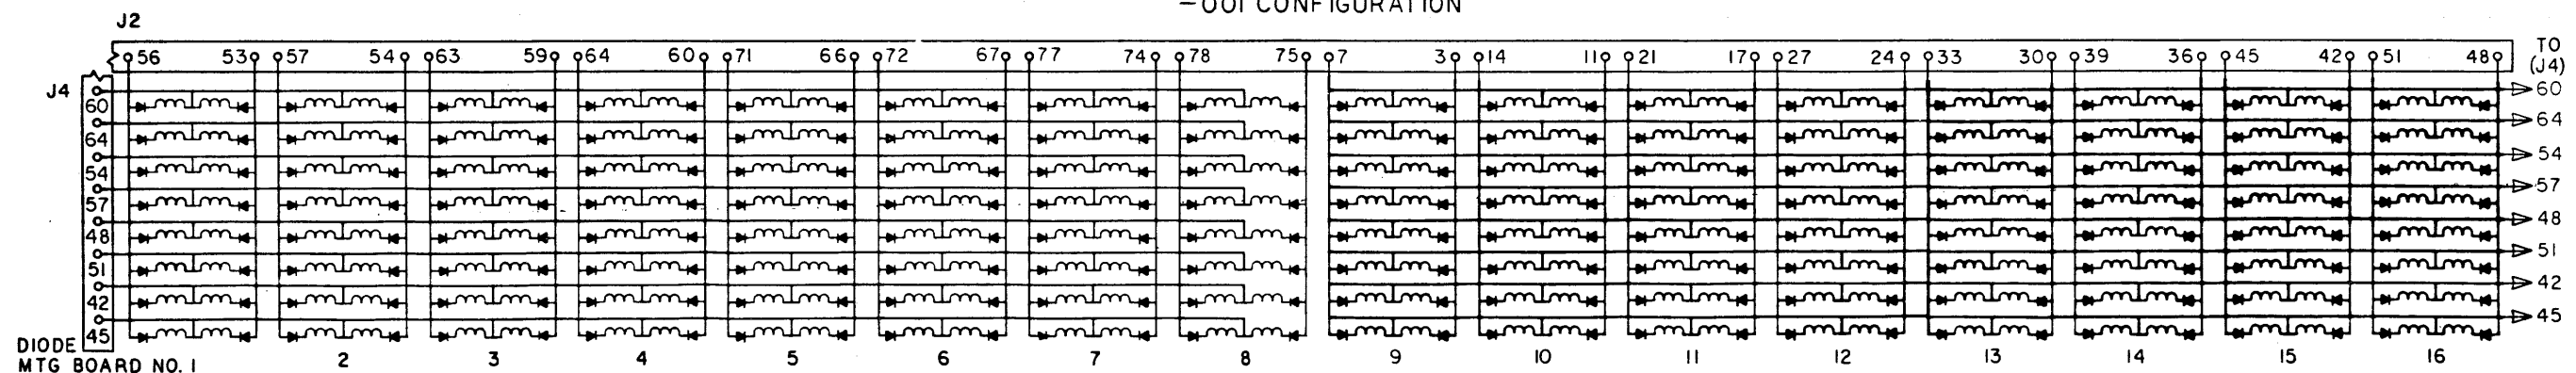 -001 CONFIGURATION
J2
56 53 57 54 63 59 64 60 71 66 72 67 77 74 78 75 7 3 14 11 21 17 27 24 33 30 39 36 45 42 51 48 TO
(J4)
J4
60 60
64 64
54 54
57 57
48 48
51 51
42 42
45 45
DIODE
MTG BOARD NO. 1 2 3 4 5 6 7 8 9 10 11 12 13 14 15 16